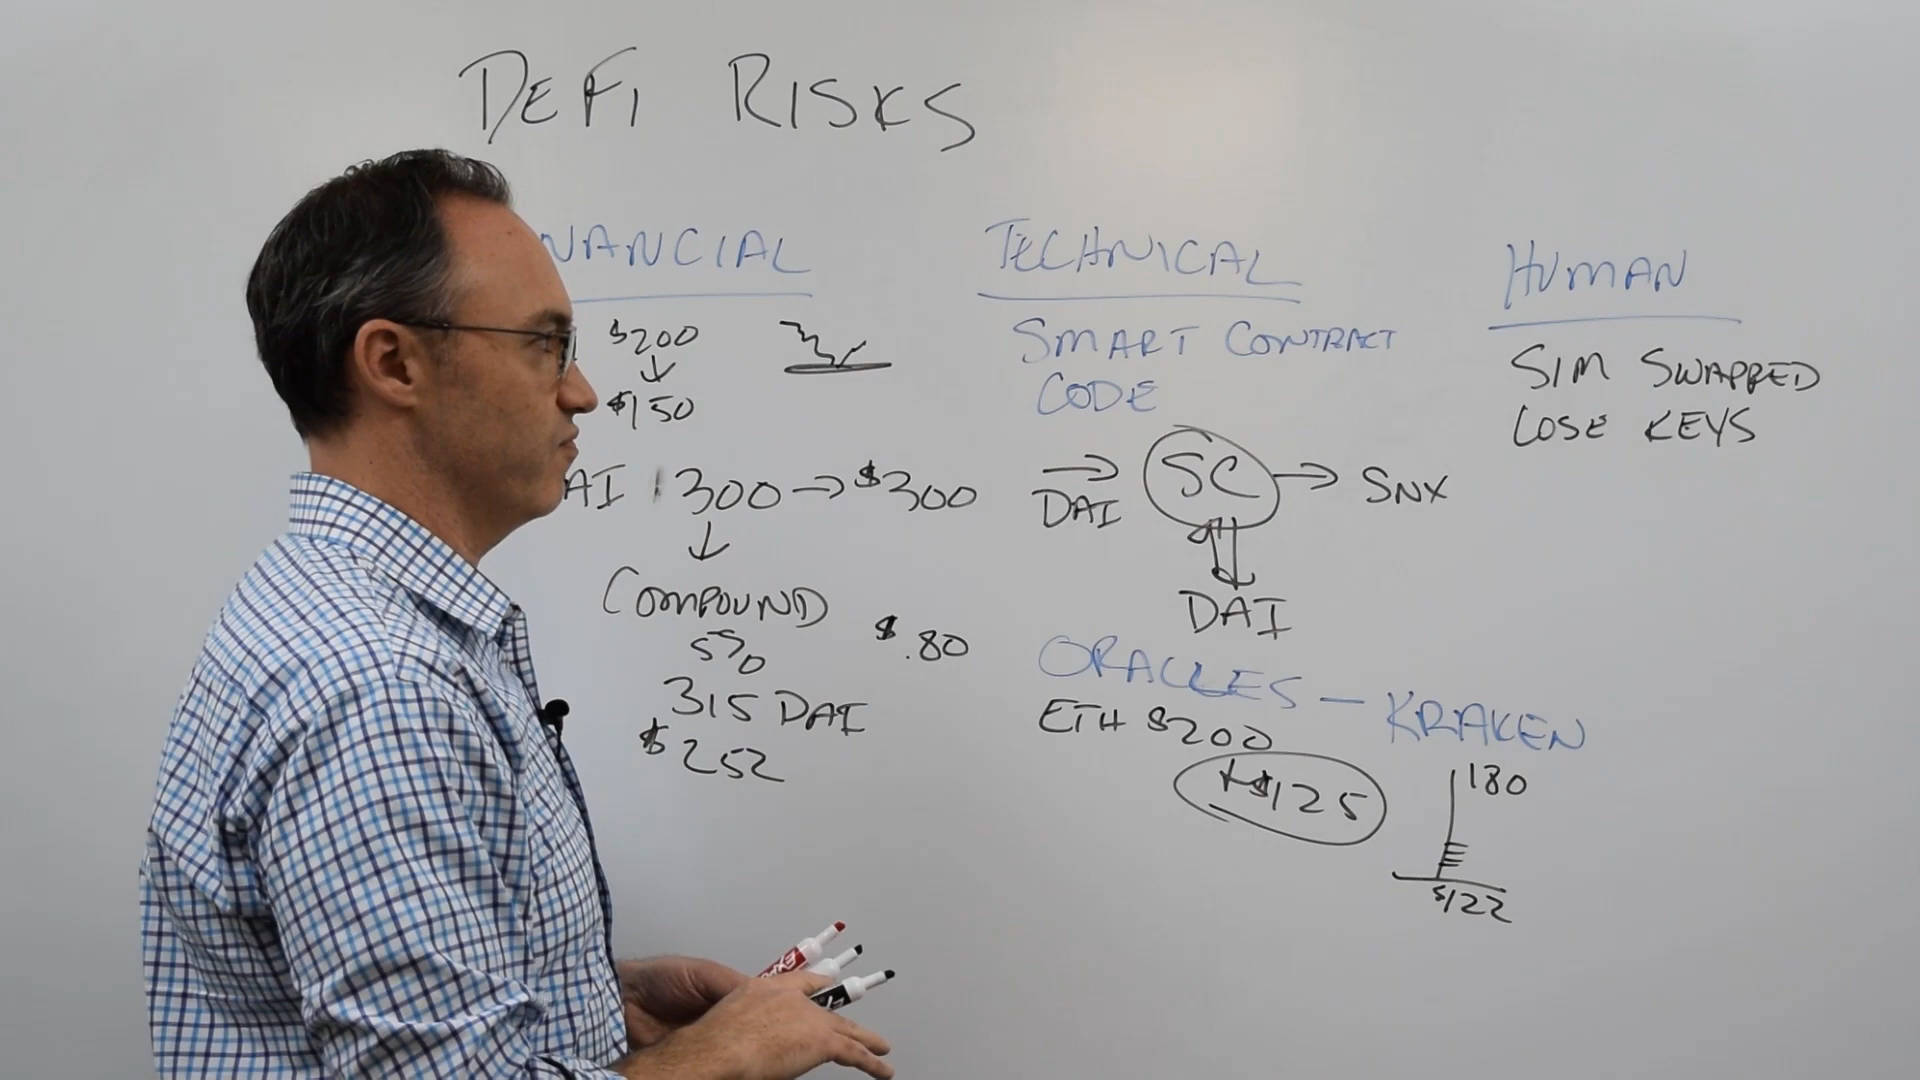 DEFI RISKS
NANCIAL
$200
$150
AI 300 → $300
COMPOUND
5%
$.80
315 DAI
$252
TECHNICAL
SMART CONTRACT
CODE
→ SC → SNX
DAI
DAI
ORACLES - KRAKEN
ETH $200
$125
180
$122
HUMAN
SIM SWAPPED
LOSE KEYS